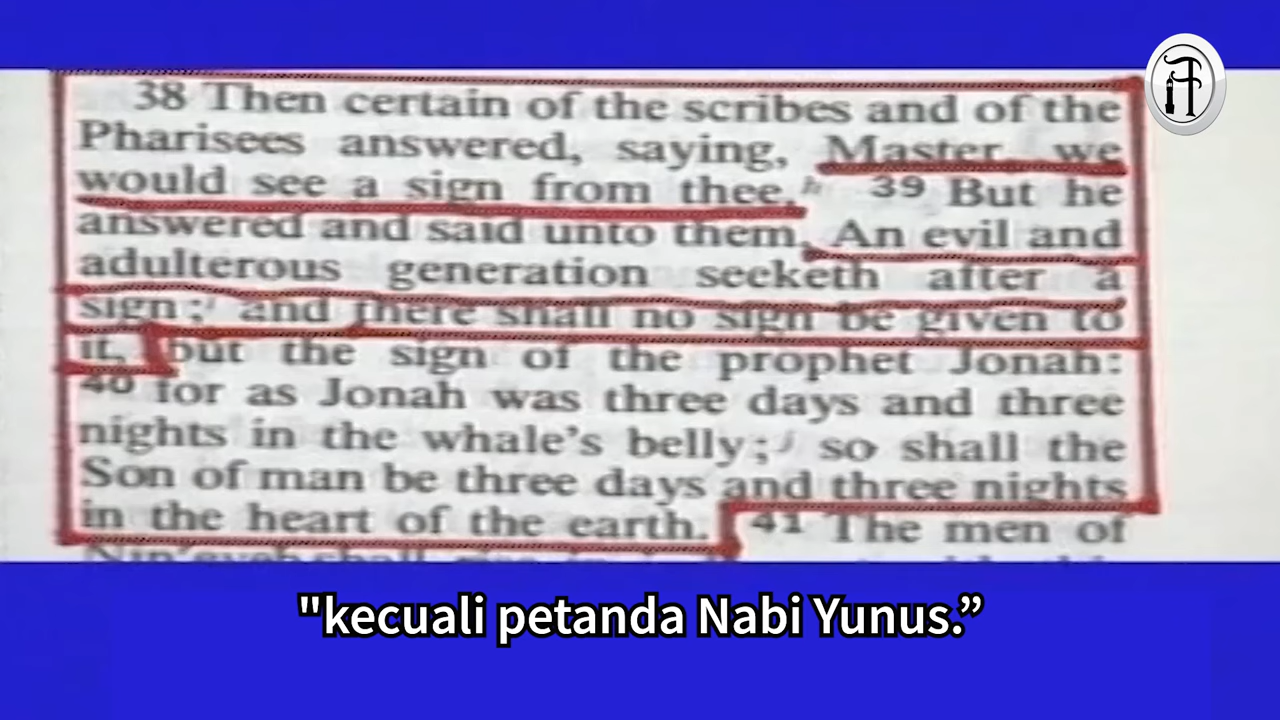 38 Then certain of the scribes and of the
Pharisees answered, saying, Master we
would see a sign from thee.h 39 But he
answered and said unto them, An evil and
adulterous generation seeketh after a
sign; and there shall no sign be given to
it, but the sign of the prophet Jonah:
40 for as Jonah was three days and three
nights in the whale's belly; so shall the
Son of man be three days and three nights
in the heart of the earth. 41 The men of
"kecuali petanda Nabi Yunus.”